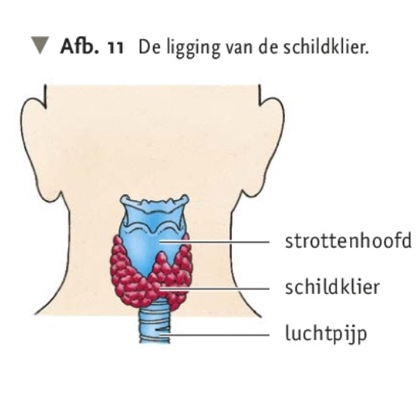 ▼ Afb. 11 De ligging van de schildklier.
strottenhoofd
schildklier
luchtpijp